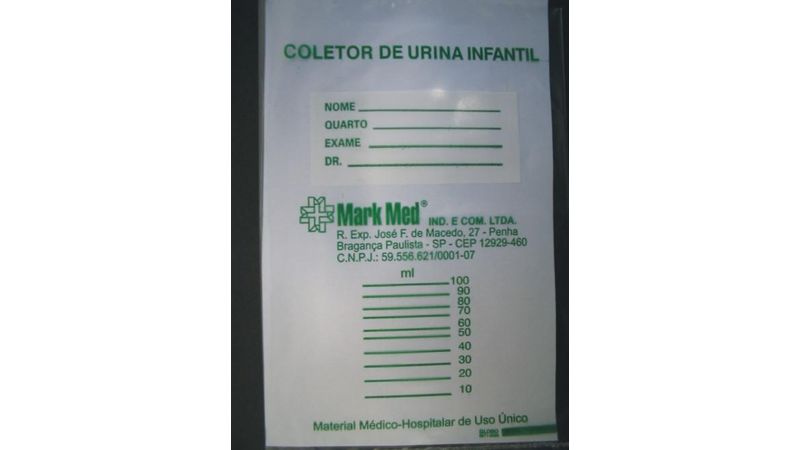 COLETOR DE URINA INFANTIL
NOME
QUARTO
EXAME
DR.
Mark Med® IND. E COM. LTDA.
R. Exp. José F. de Macedo, 27 - Penha
Bragança Paulista - SP - CEP 12929-460
C.N.P.J.: 59.556.621/0001-07
ml
100
90
80
70
60
50
40
30
20
10
Material Médico-Hospitalar de Uso Único
GLOBO